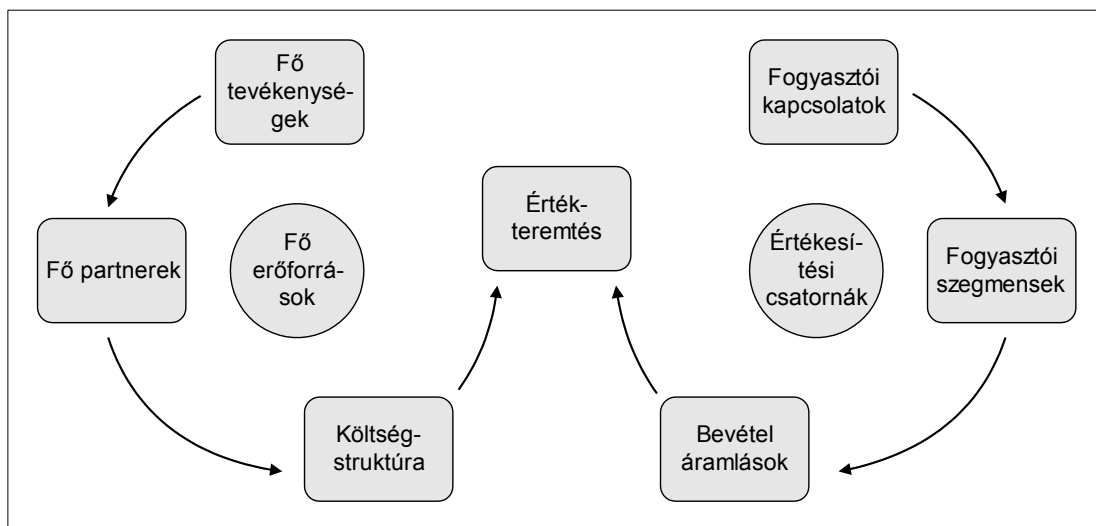 Fő
tevékenysé-
gek
Fogyasztói
kapcsolatok
Érték-
teremtés
Fő partnerek
Fő
erőforrá-
sok
Értékesí-
tési
csatornák
Fogyasztói
szegmensek
Költség-
struktúra
Bevétel
áramlások